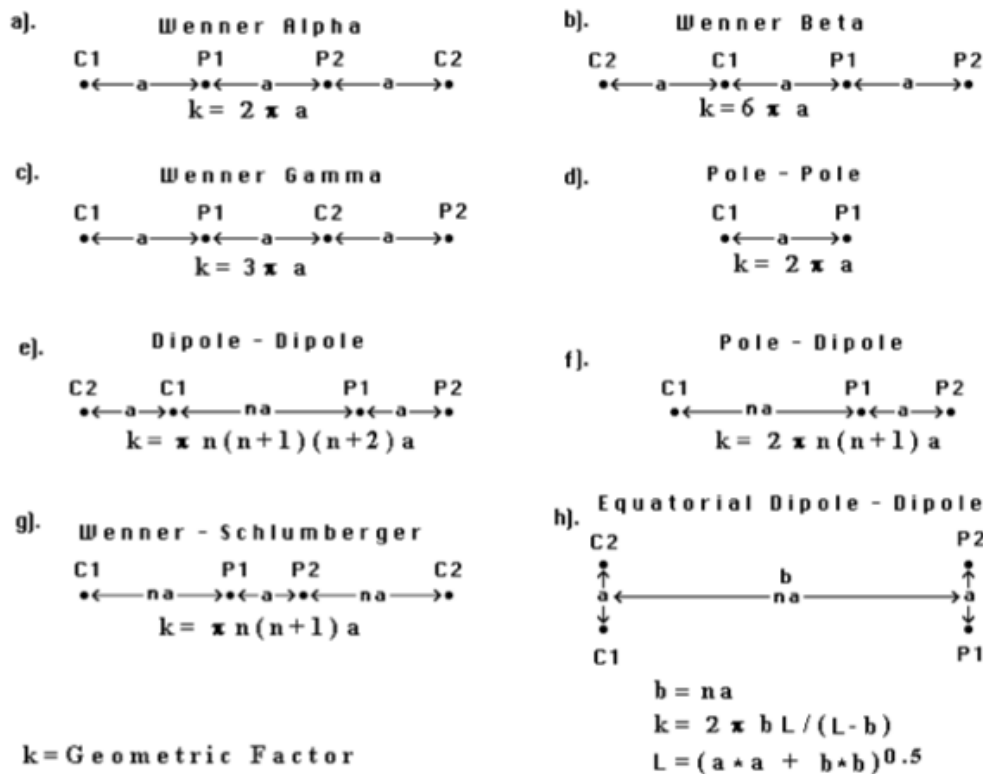 a). Wenner Alpha
C1 P1 P2 C2
a a a
k = 2 π a
b). Wenner Beta
C2 C1 P1 P2
a a a
k=6 π a
c). Wenner Gamma
C1 P1 C2 P2
a a a
k = 3 π a
d). Pole - Pole
C1 P1
a
k = 2 π a
e). Dipole - Dipole
C2 C1 P1 P2
a na a
k = π n(n+1)(n+2)a
f). Pole - Dipole
C1 P1 P2
na a
k = 2 π n(n+1)a
g). Wenner - Schlumberger
C1 P1 P2 C2
na a na
k = π n(n+1)a
h). Equatorial Dipole - Dipole
C2 P2
b
a na a
C1 P1
b = na
k = 2 π bL/(L-b)
L=(a*a + b*b)0.5
k=Geometric Factor